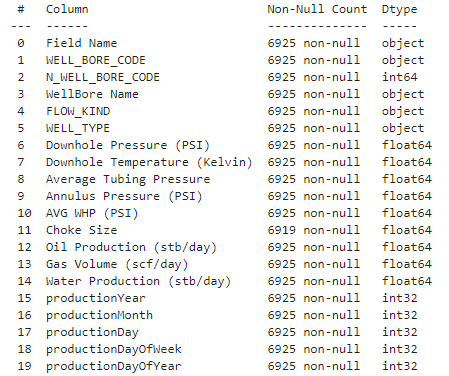 #   Column                          Non-Null Count  Dtype
---  ------                          --------------  -----
0   Field Name                      6925 non-null   object
1   WELL_BORE_CODE                  6925 non-null   object
2   N_WELL_BORE_CODE                6925 non-null   int64
3   WellBore Name                   6925 non-null   object
4   FLOW_KIND                       6925 non-null   object
5   WELL_TYPE                       6925 non-null   object
6   Downhole Pressure (PSI)         6925 non-null   float64
7   Downhole Temperature (Kelvin)   6925 non-null   float64
8   Average Tubing Pressure         6925 non-null   float64
9   Annulus Pressure (PSI)          6925 non-null   float64
10  AVG WHP (PSI)                   6925 non-null   float64
11  Choke Size                      6919 non-null   float64
12  Oil Production (stb/day)        6925 non-null   float64
13  Gas Volume (scf/day)            6925 non-null   float64
14  Water Production (stb/day)      6925 non-null   float64
15  productionYear                  6925 non-null   int32
16  productionMonth                 6925 non-null   int32
17  productionDay                   6925 non-null   int32
18  productionDayOfWeek             6925 non-null   int32
19  productionDayOfYear             6925 non-null   int32